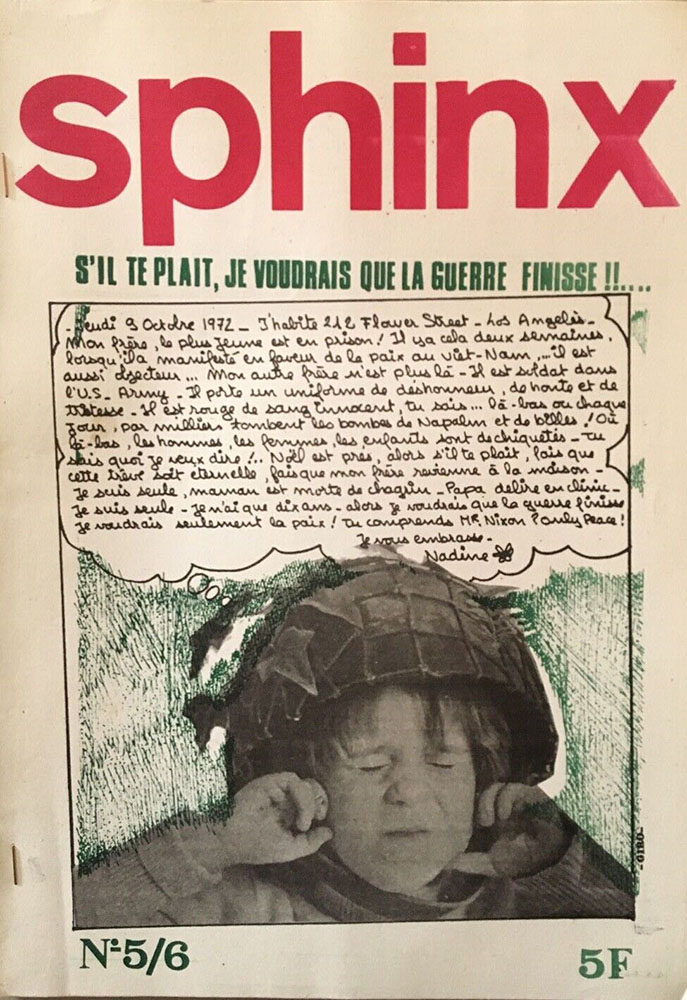 sphinx
S'IL TE PLAIT, JE VOUDRAIS QUE LA GUERRE FINISSE !!....
- Jeudi 9 Octobre 1972 - J'habite 212 Flower Street - Los Angelès -
Mon frère, le plus jeune est en prison ! Il y a cela deux semaines,
lorsqu'il a manifesté en faveur de la paix au Viet-Nam,... il est
aussi objecteur ... Mon autre frère n'est plus là - Il est soldat dans
l'U.S. Army - Il porte un uniforme de déshonneur, de honte et de
tristesse - Il est rouge de sang innocent, tu sais... là-bas ou chaque
jour, par milliers tombent les bombes de Napalm et de billes ! Où
là-bas, les hommes, les femmes, les enfants sont dechiquetés - Tu
sais quoi je veux dire !.. Noël est près, alors s'il te plait, fais que
cette trève soit eternelle, fais que mon frère revienne à la maison -
Je suis seule, maman est morte de chagrin - Papa délire en clinic -
Je suis seule - Je n'ai que dix ans - alors je voudrais que la guerre finisse
Je voudrais seulement la paix ! Tu comprends Mr. Nixon Pauly Peace !
Je vous embrasse -
Nadine
-GIRO-
N° 5/6
5F